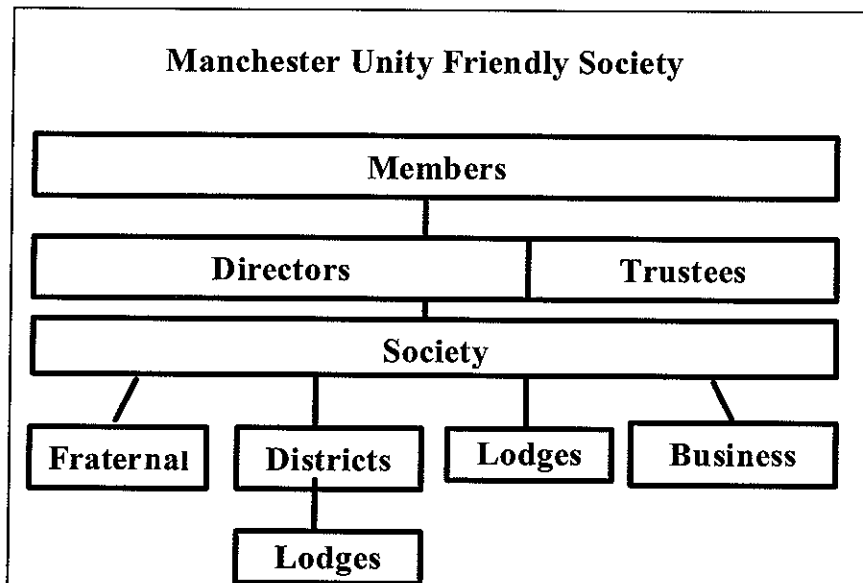 Manchester Unity Friendly Society
Members
Directors Trustees
Society
Fraternal Districts Lodges Business
Lodges